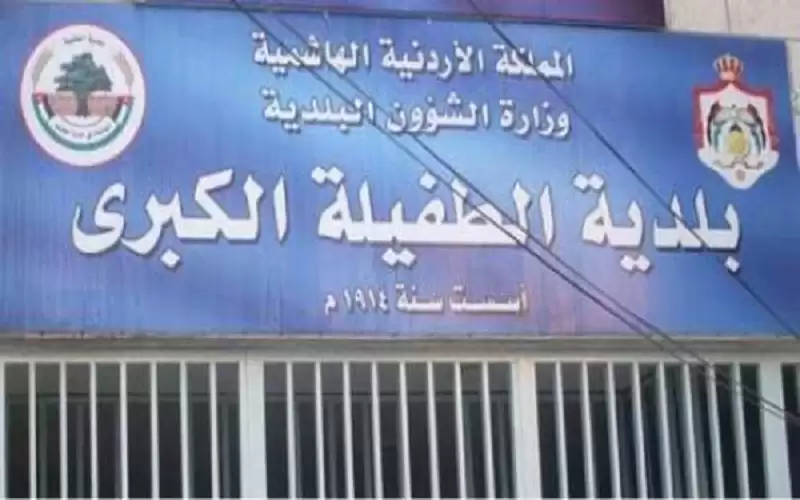 المملكة الأردنية الهاشمية
وزارة الشؤون البلدية
بلدية الطفيلة الكبرى
أسست سنة ١٩١٤ م